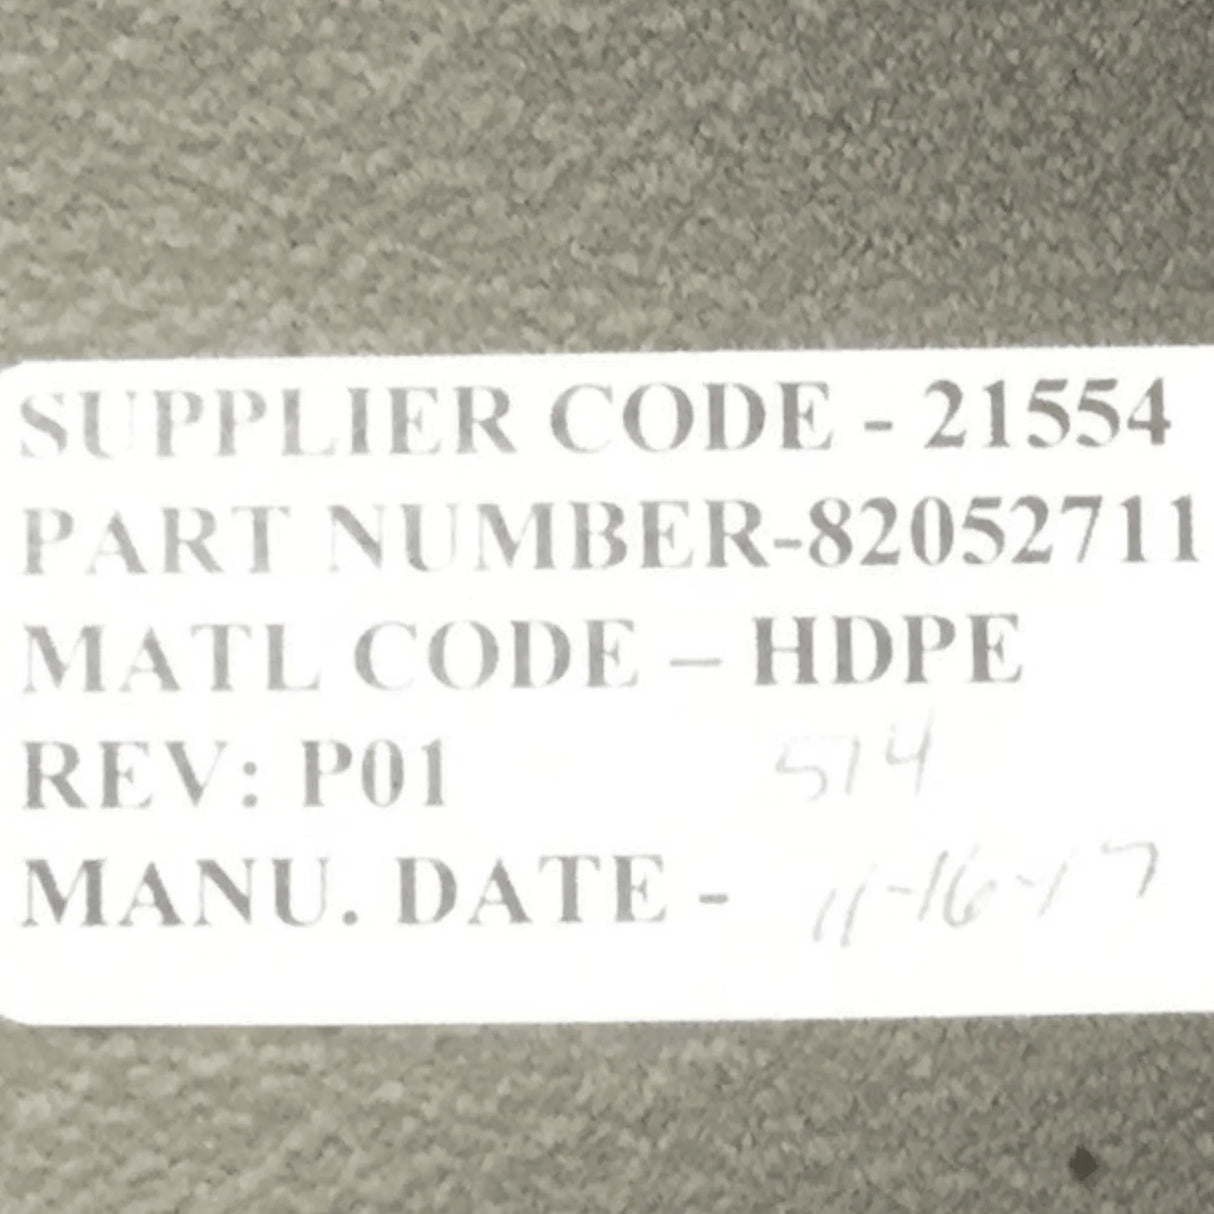 SUPPLIER CODE - 21554
PART NUMBER-82052711
MATL CODE – HDPE
REV: P01 514
MANU. DATE - 11-16-17